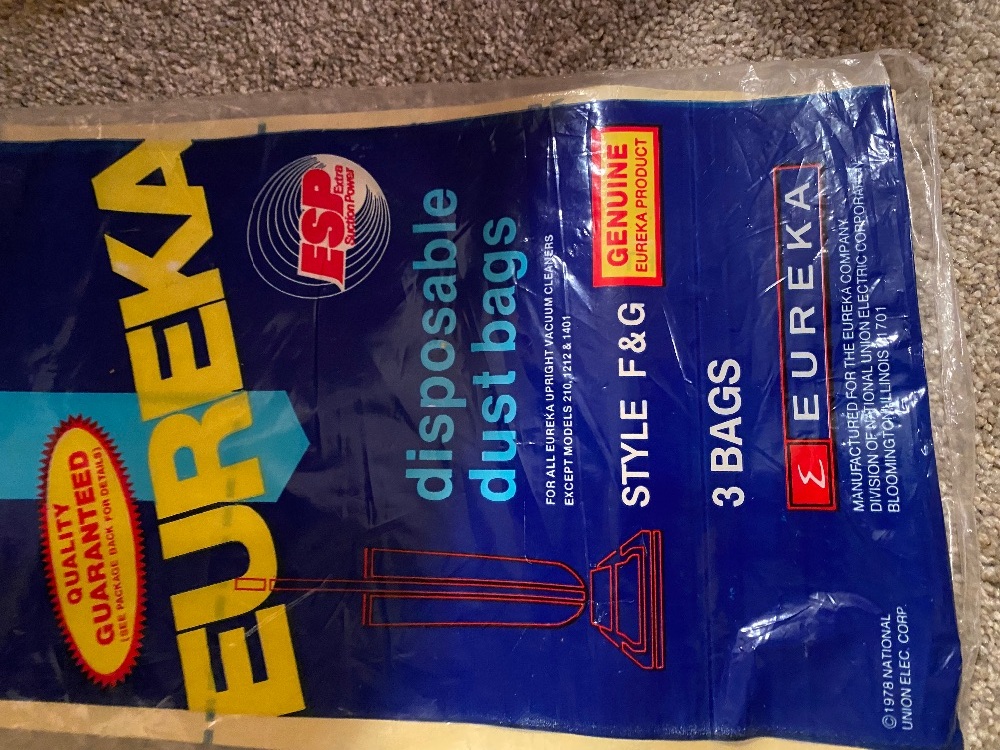 QUALITY
GUARANTEED
(SEE PACKAGE BACK FOR DETAILS)
EUREKA
ESP
Extra
Suction Power
disposable
dust bags
FOR ALL EUREKA UPRIGHT VACUUM CLEANERS
EXCEPT MODELS 210, 1212 & 1401
STYLE F&G
GENUINE
EUREKA PRODUCT
3 BAGS
EUREKA
MANUFACTURED FOR THE EUREKA COMPANY
DIVISION OF NATIONAL UNION ELECTRIC CORPORATION
BLOOMINGTON, ILLINOIS 61701
©1978 NATIONAL
UNION ELEC. CORP.